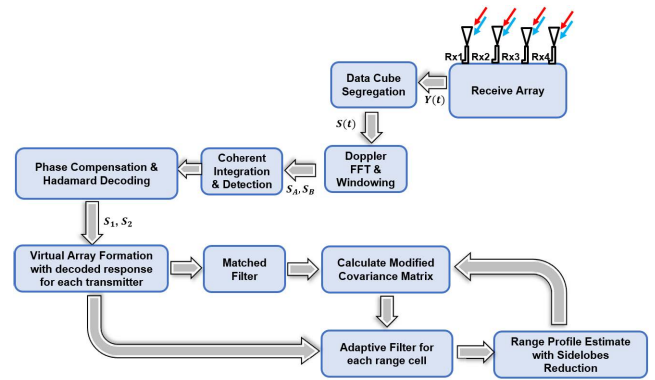 Rx1 Rx2 Rx3 Rx4
Receive Array
Y(t)
Data Cube
Segregation
S(t)
Doppler
FFT &
Windowing
S_A, S_B
Coherent
Integration
& Detection
Phase Compensation &
Hadamard Decoding
S_1, S_2
Virtual Array Formation
with decoded response
for each transmitter
Matched
Filter
Calculate Modified
Covariance Matrix
Adaptive Filter for
each range cell
Range Profile Estimate
with Sidelobes
Reduction